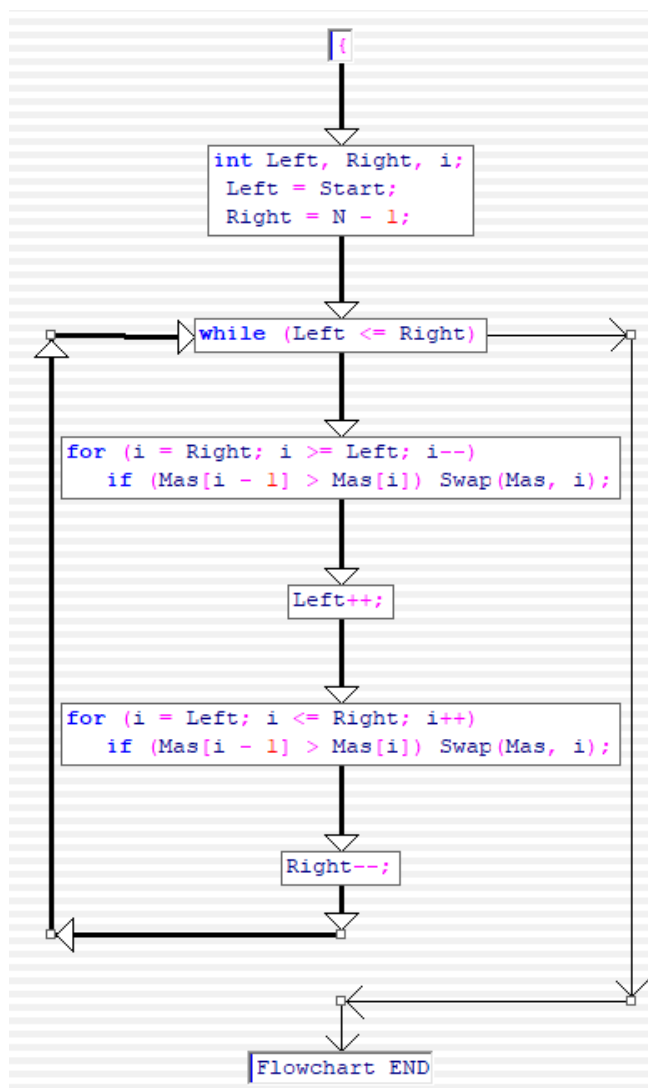 {
int Left, Right, i;
Left = Start;
Right = N - 1;
while (Left <= Right)
for (i = Right; i >= Left; i--)
if (Mas[i - 1] > Mas[i]) Swap(Mas, i);
Left++;
for (i = Left; i <= Right; i++)
if (Mas[i - 1] > Mas[i]) Swap(Mas, i);
Right--;
Flowchart END